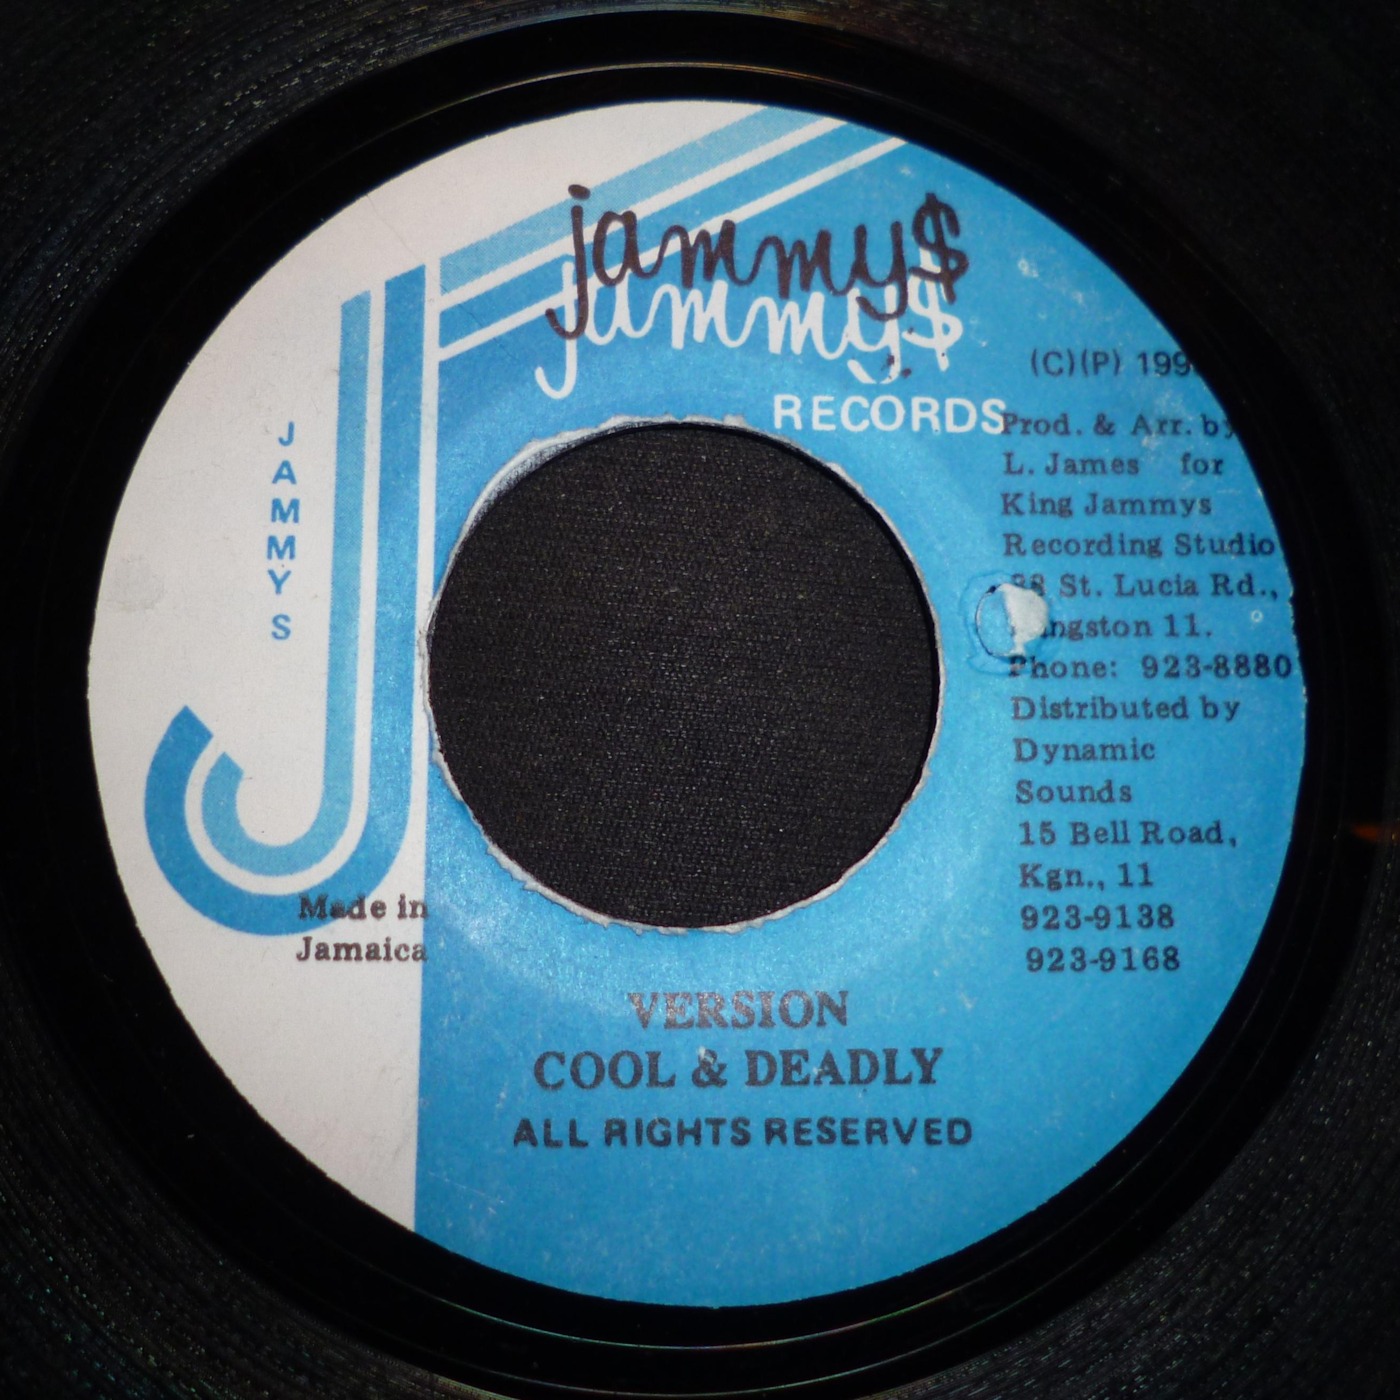 jammy$
jammy$
RECORDS
JAMMYS
(C)(P) 199
Prod. & Arr. by
L. James for
King Jammys
Recording Studio
St. Lucia Rd.,
11.
Phone: 923-8880
Distributed by
Dynamic
Sounds
15 Bell Road,
Kgn., 11
923-9138
923-9168
Made in
Jamaica
VERSION
COOL & DEADLY
ALL RIGHTS RESERVED